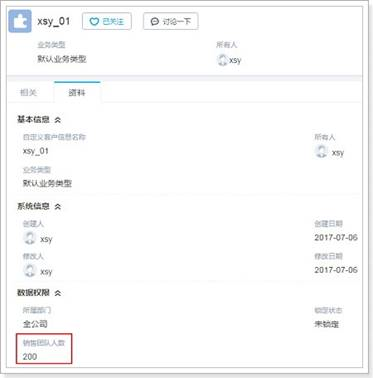 xsy_01 已关注 讨论一下
业务类型 所有人
默认业务类型 xsy
相关 资料
基本信息
自定义客户信息名称 所有人
xsy_01 xsy
业务类型
默认业务类型
系统信息
创建人 创建日期
xsy 2017-07-06
修改人 修改日期
xsy 2017-07-06
数据权限
所属部门 锁定状态
全公司 未锁定
销售团队人数
200